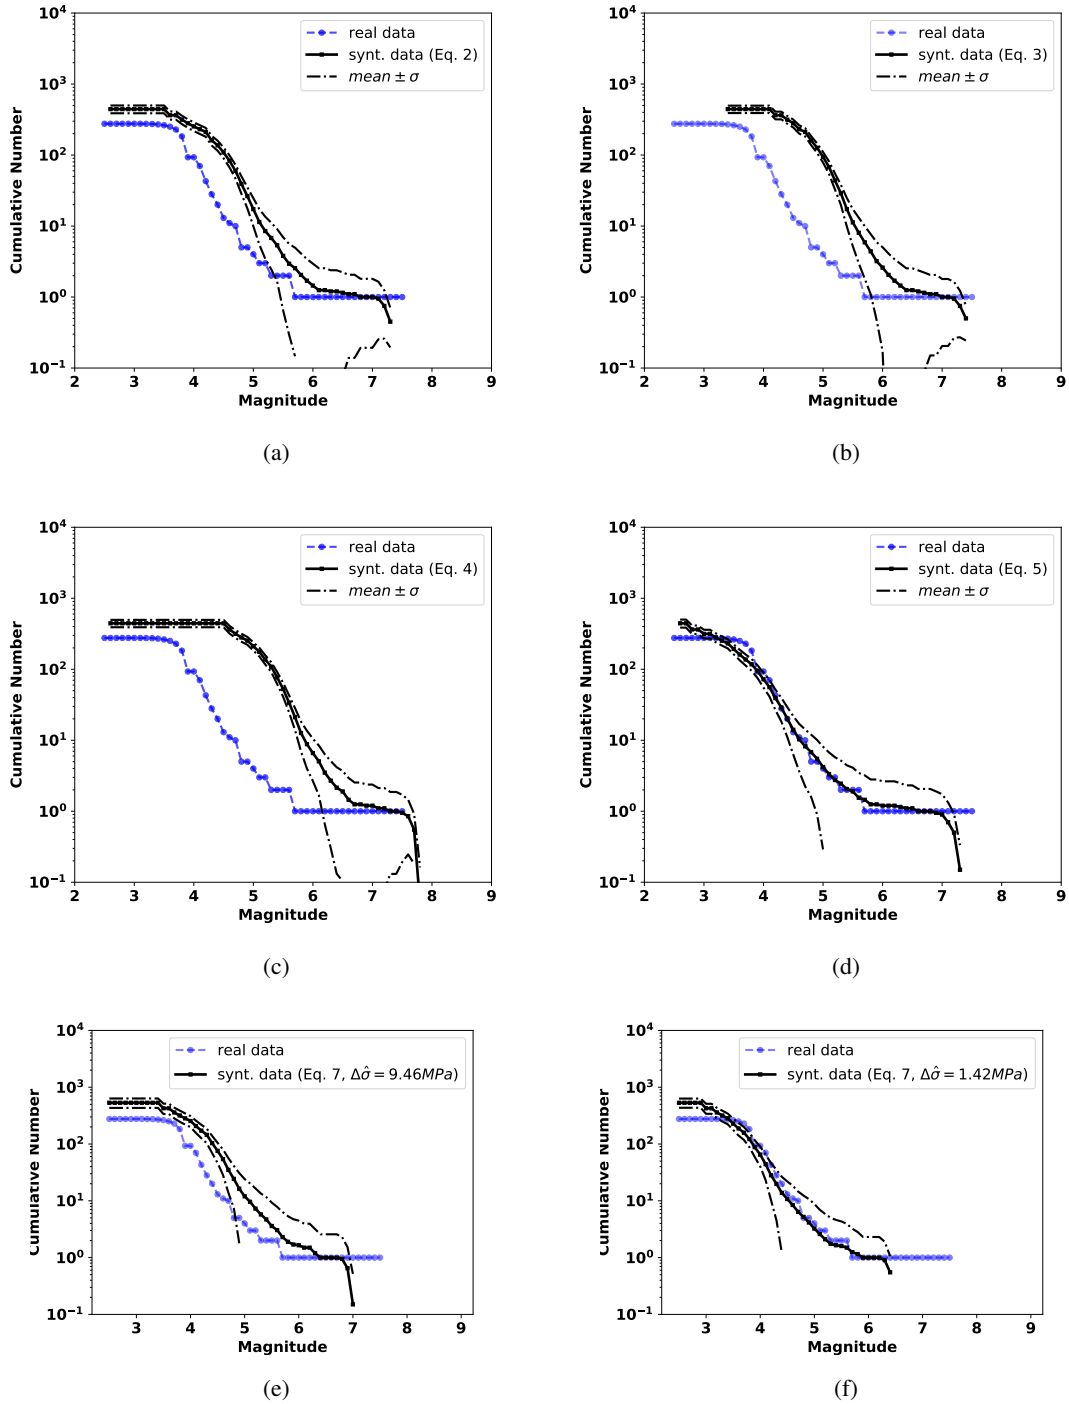 10^4
10^3
10^2
10^1
10^0
10^−1
Cumulative Number
real data
synt. data (Eq. 2)
mean ± σ
2 3 4 5 6 7 8 9
Magnitude
(a)
10^4
10^3
10^2
10^1
10^0
10^−1
Cumulative Number
real data
synt. data (Eq. 3)
mean ± σ
2 3 4 5 6 7 8 9
Magnitude
(b)
10^4
10^3
10^2
10^1
10^0
10^−1
Cumulative Number
real data
synt. data (Eq. 4)
mean ± σ
2 3 4 5 6 7 8 9
Magnitude
(c)
10^4
10^3
10^2
10^1
10^0
10^−1
Cumulative Number
real data
synt. data (Eq. 5)
mean ± σ
2 3 4 5 6 7 8 9
Magnitude
(d)
10^4
10^3
10^2
10^1
10^0
10^−1
Cumulative Number
real data
synt. data (Eq. 7, Δσ̂ = 9.46MPa)
3 4 5 6 7 8 9
Magnitude
(e)
10^4
10^3
10^2
10^1
10^0
10^−1
Cumulative Number
real data
synt. data (Eq. 7, Δσ̂ = 1.42MPa)
3 4 5 6 7 8 9
Magnitude
(f)